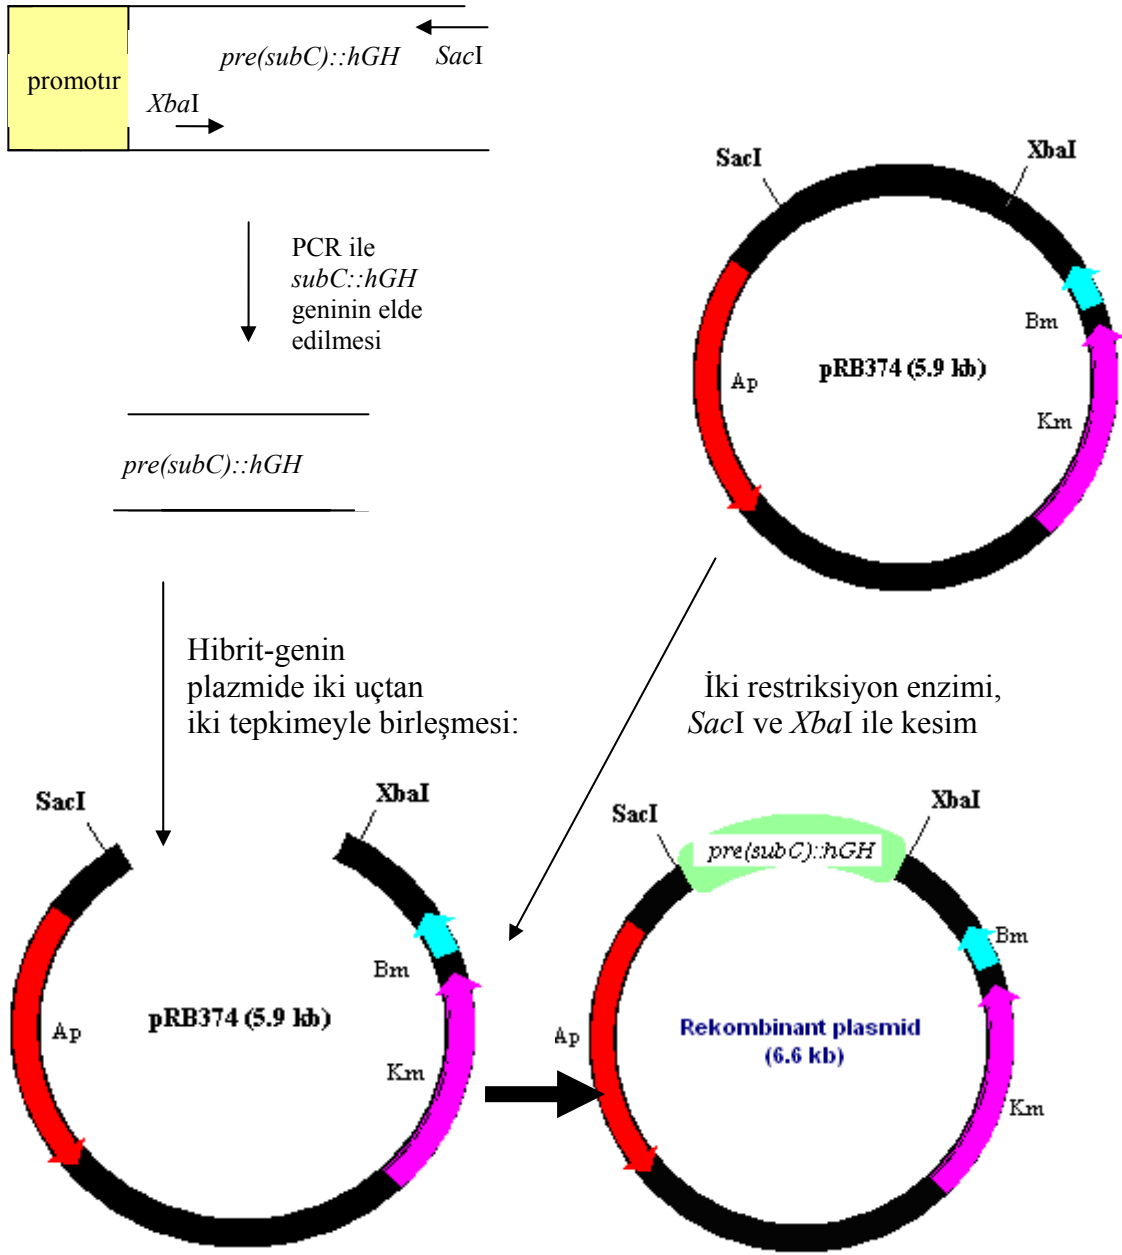 promotır
pre(subC)::hGH
SacI
XbaI
PCR ile
subC::hGH
geninin elde
edilmesi
pre(subC)::hGH
SacI
XbaI
Bm
Ap
pRB374 (5.9 kb)
Km
Hibrit-genin
plazmide iki uçtan
iki tepkimeyle birleşmesi:
İki restriksiyon enzimi,
SacI ve XbaI ile kesim
SacI
XbaI
Bm
Ap
pRB374 (5.9 kb)
Km
SacI
XbaI
pre(subC)::hGH
Bm
Ap
Rekombinant plasmid
(6.6 kb)
Km